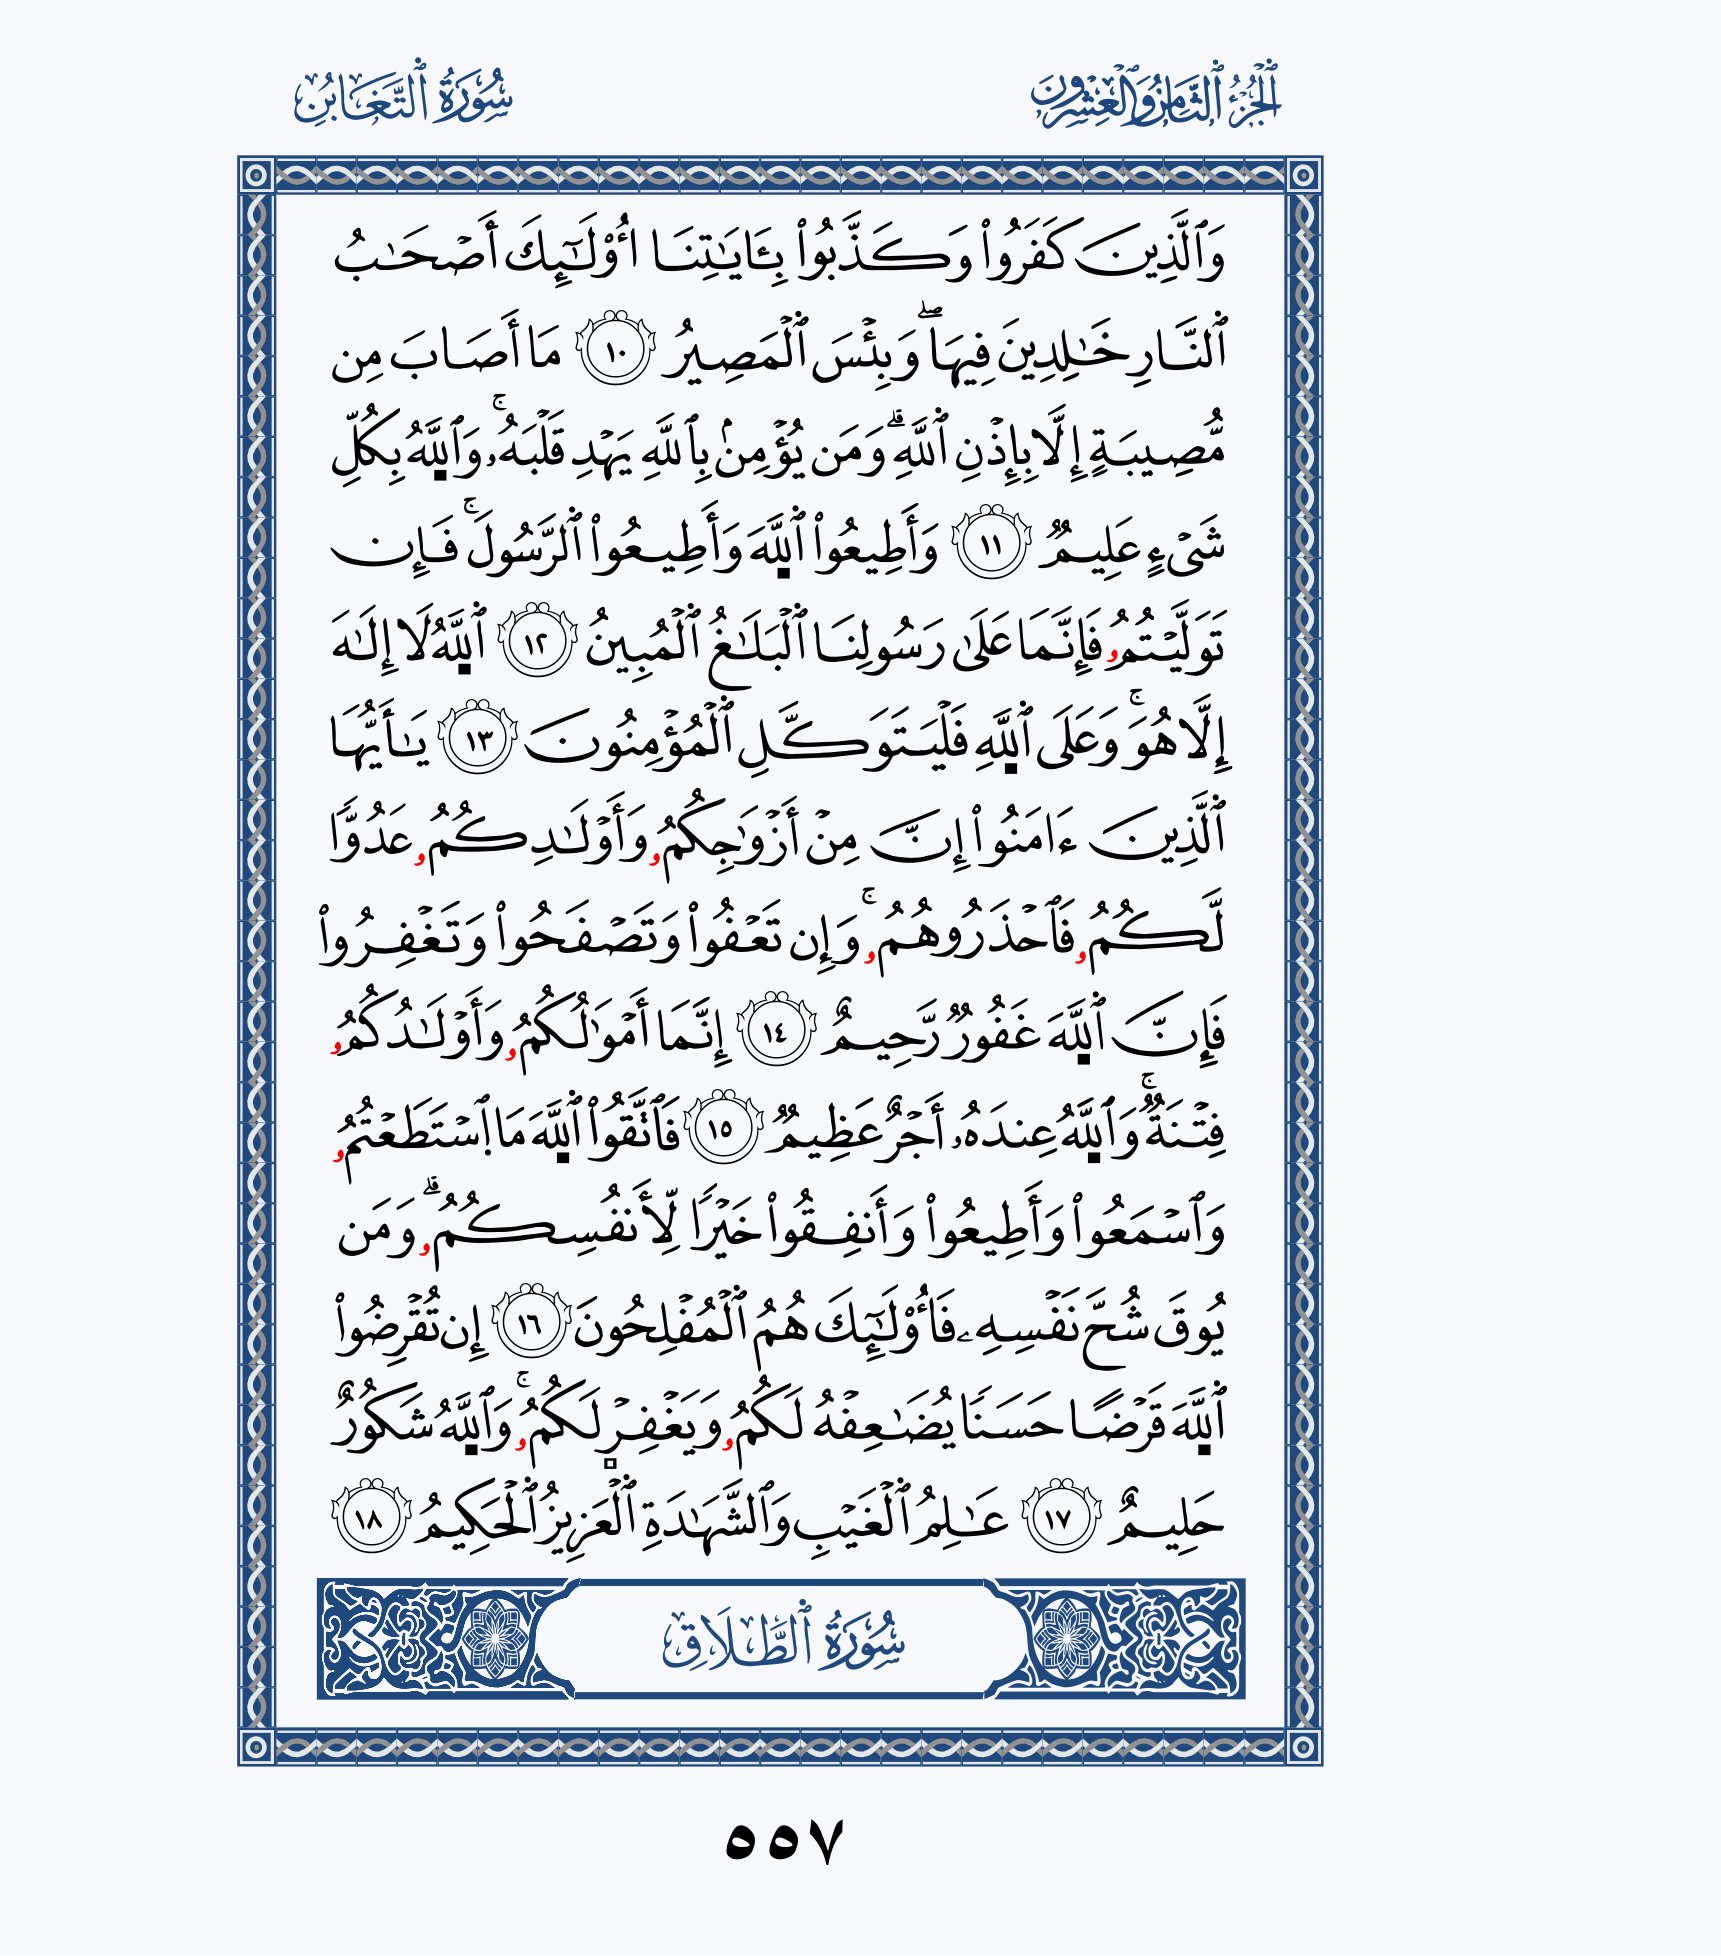 الجُزْءُ ٱلثَّامِنُ وَٱلْعِشْرُونَ
سُورَةُ ٱلتَّغَابُنِ
وَٱلَّذِينَ كَفَرُوا۟ وَكَذَّبُوا۟ بِـَٔايَٰتِنَا أُو۟لَٰٓئِكَ أَصْحَٰبُ
ٱلنَّارِ خَٰلِدِينَ فِيهَاۖ وَبِئْسَ ٱلْمَصِيرُ ١٠ مَا أَصَابَ مِن
مُّصِيبَةٍ إِلَّا بِإِذْنِ ٱللَّهِۗ وَمَن يُؤْمِنۢ بِٱللَّهِ يَهْدِ قَلْبَهُۥۚ وَٱللَّهُ بِكُلِّ
شَىْءٍ عَلِيمٌ ١١ وَأَطِيعُوا۟ ٱللَّهَ وَأَطِيعُوا۟ ٱلرَّسُولَۚ فَإِن
تَوَلَّيْتُمُۥ فَإِنَّمَا عَلَىٰ رَسُولِنَا ٱلْبَلَٰغُ ٱلْمُبِينُ ١٢ ٱللَّهُ لَا إِلَٰهَ
إِلَّا هُوَۚ وَعَلَى ٱللَّهِ فَلْيَتَوَكَّلِ ٱلْمُؤْمِنُونَ ١٣ يَٰأَيُّهَا
ٱلَّذِينَ ءَامَنُوا۟ إِنَّ مِنْ أَزْوَٰجِكُمُۥ وَأَوْلَٰدِكُمُۥ عَدُوًّا
لَّكُمُۥ فَٱحْذَرُوهُمُۥۚ وَإِن تَعْفُوا۟ وَتَصْفَحُوا۟ وَتَغْفِرُوا۟
فَإِنَّ ٱللَّهَ غَفُورٌ رَّحِيمٌ ١٤ إِنَّمَا أَمْوَٰلُكُمُۥ وَأَوْلَٰدُكُمُۥ
فِتْنَةٌۚ وَٱللَّهُ عِندَهُۥ أَجْرٌ عَظِيمٌ ١٥ فَٱتَّقُوا۟ ٱللَّهَ مَا ٱسْتَطَعْتُمُۥ
وَٱسْمَعُوا۟ وَأَطِيعُوا۟ وَأَنفِقُوا۟ خَيْرًا لِّأَنفُسِكُمُۥۗ وَمَن
يُوقَ شُحَّ نَفْسِهِۦ فَأُو۟لَٰٓئِكَ هُمُ ٱلْمُفْلِحُونَ ١٦ إِن تُقْرِضُوا۟
ٱللَّهَ قَرْضًا حَسَنًا يُضَٰعِفْهُ لَكُمُۥ وَيَغْفِرْ لَكُمُۥۚ وَٱللَّهُ شَكُورٌ
حَلِيمٌ ١٧ عَٰلِمُ ٱلْغَيْبِ وَٱلشَّهَٰدَةِ ٱلْعَزِيزُ ٱلْحَكِيمُ ١٨
سُورَةُ ٱلطَّلَاقِ
٥٥٧